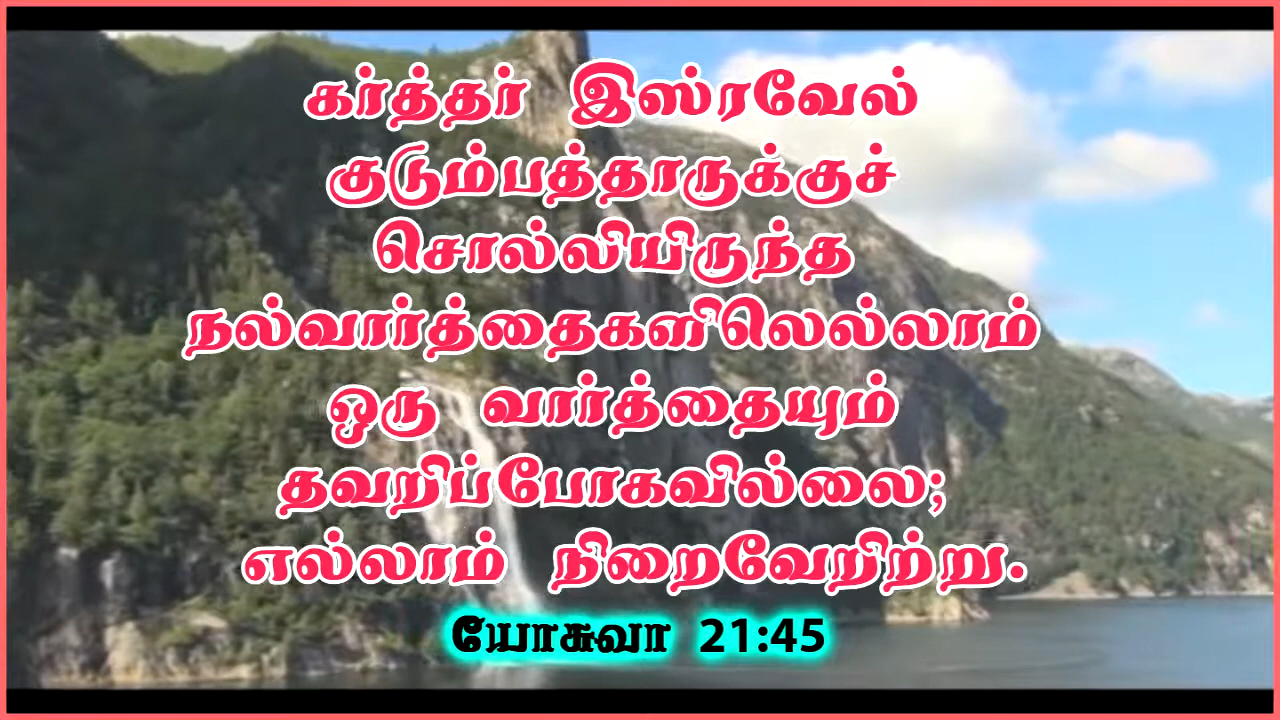 கர்த்தர் இஸ்ரவேல்
குடும்பத்தாருக்குச்
சொல்லியிருந்த
நல்வார்த்தைகளிலெல்லாம்
ஒரு வார்த்தையும்
தவறிப்போகவில்லை;
எல்லாம் நிறைவேறிற்று.
யோசுவா 21:45